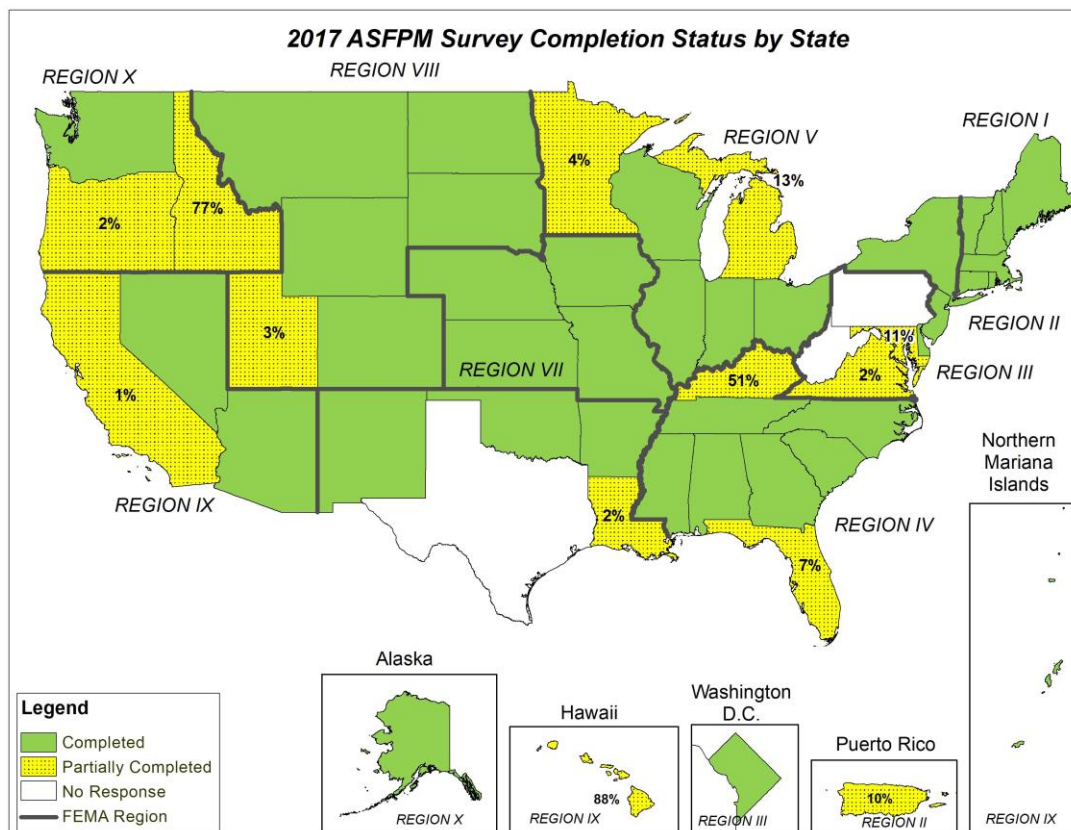 2017 ASFPM Survey Completion Status by State
REGION X
REGION VIII
REGION V
REGION I
4%
13%
77%
2%
REGION II
3%
11%
REGION VII
51%
2%
REGION III
1%
Northern
Mariana
Islands
REGION IX
2%
REGION IV
7%
Alaska
REGION X
Hawaii
88%
REGION IX
Washington
D.C.
REGION III
Puerto Rico
10%
REGION II
REGION IX
Legend
Completed
Partially Completed
No Response
FEMA Region